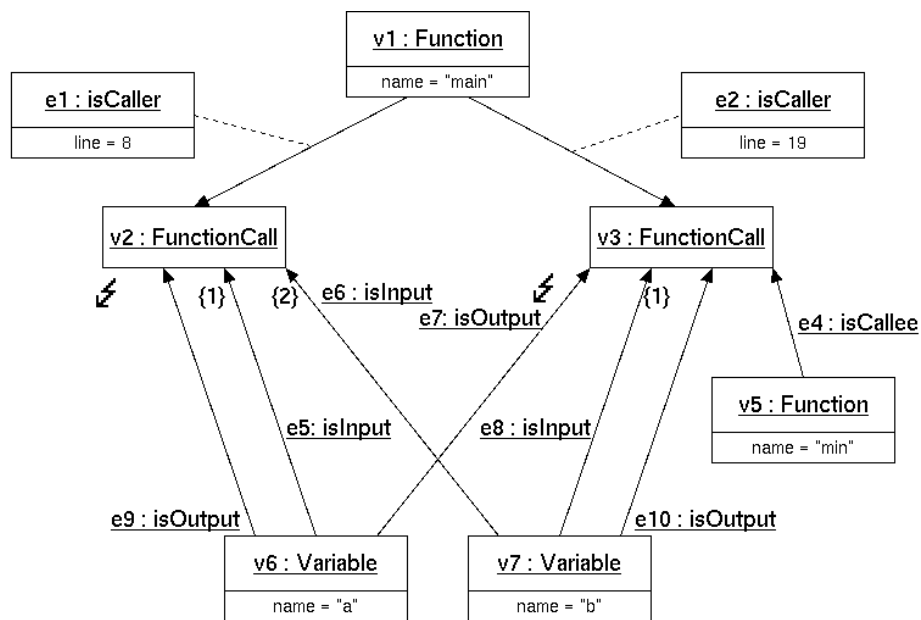 v1 : Function
name = "main"
e1 : isCaller
line = 8
e2 : isCaller
line = 19
v2 : FunctionCall
v3 : FunctionCall
{1}
{2}
e6 : isInput
e7: isOutput
{1}
e4 : isCallee
v5 : Function
name = "min"
e5: isInput
e8 : isInput
e9 : isOutput
e10 : isOutput
v6 : Variable
name = "a"
v7 : Variable
name = "b"